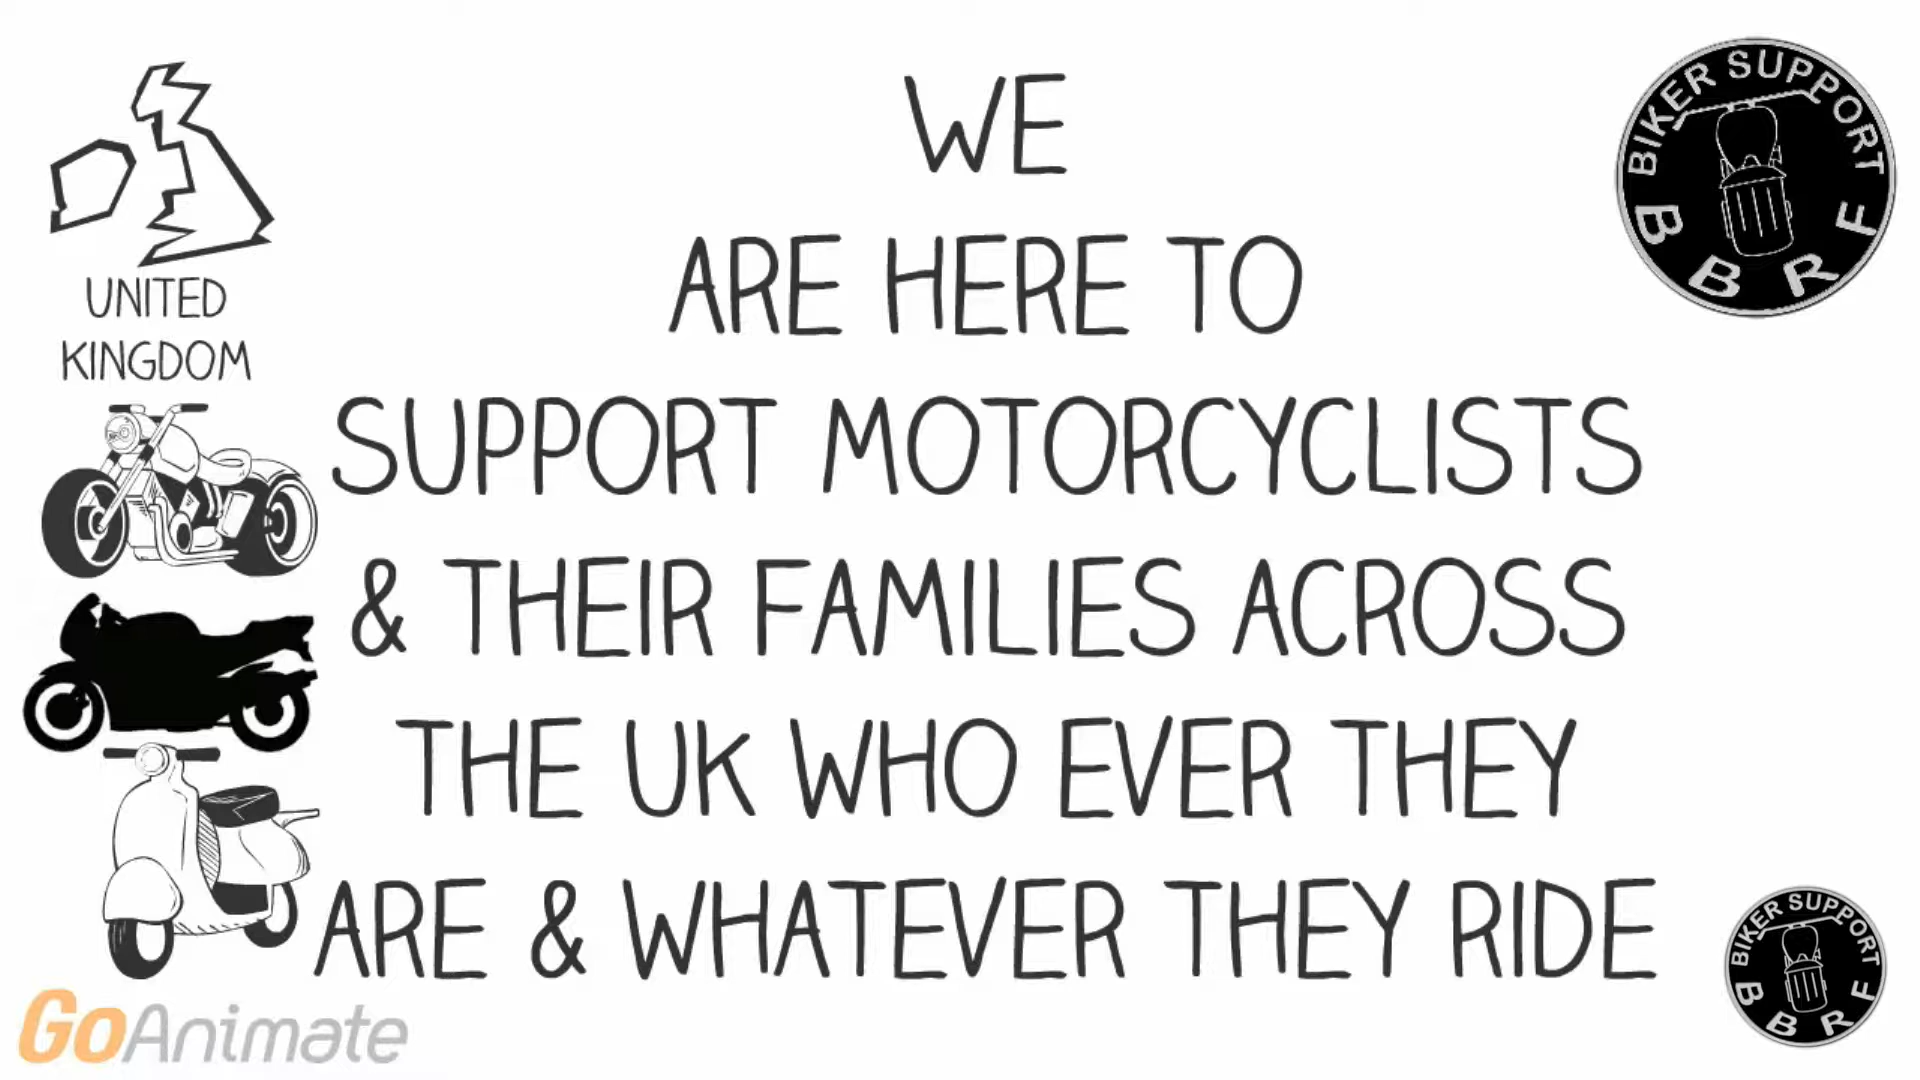 UNITED
KINGDOM
WE
ARE HERE TO
SUPPORT MOTORCYCLISTS
& THEIR FAMILIES ACROSS
THE UK WHO EVER THEY
ARE & WHATEVER THEY RIDE
BIKER SUPPORT
B B R F
BIKER SUPPORT
B B R F
GoAnimate